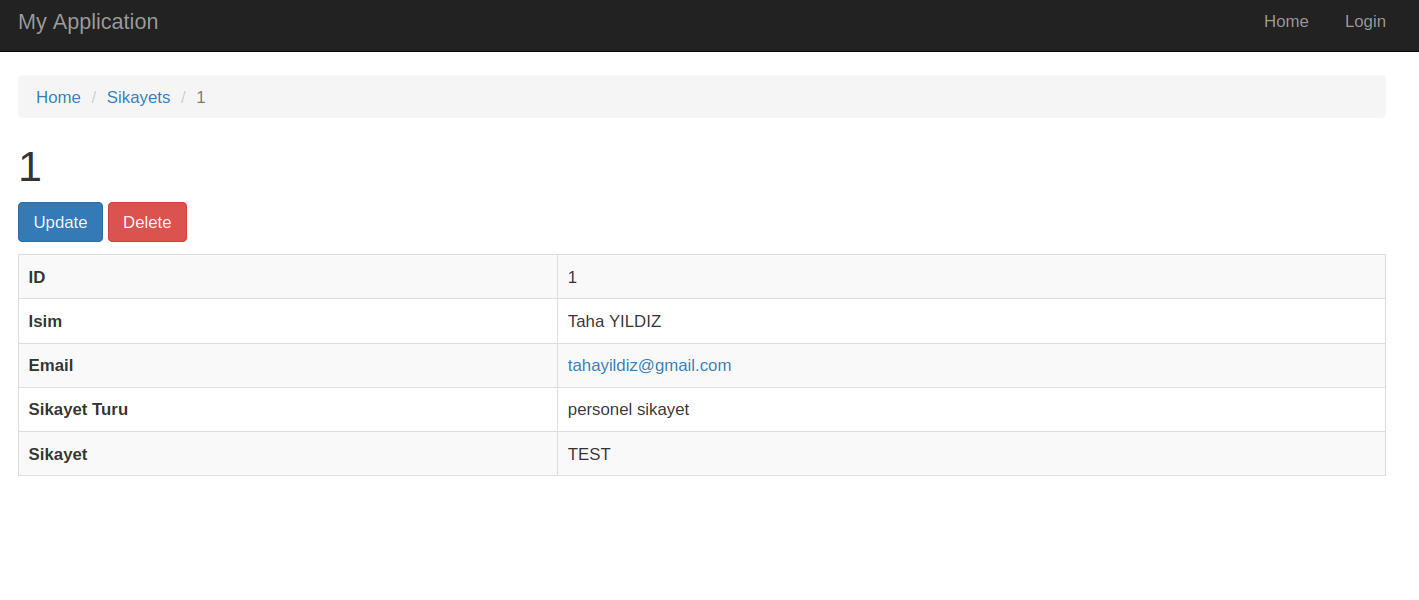 My Application Home Login
Home / Sikayets / 1
1
Update Delete
ID 1
Isim Taha YILDIZ
Email tahayildiz@gmail.com
Sikayet Turu personel sikayet
Sikayet TEST